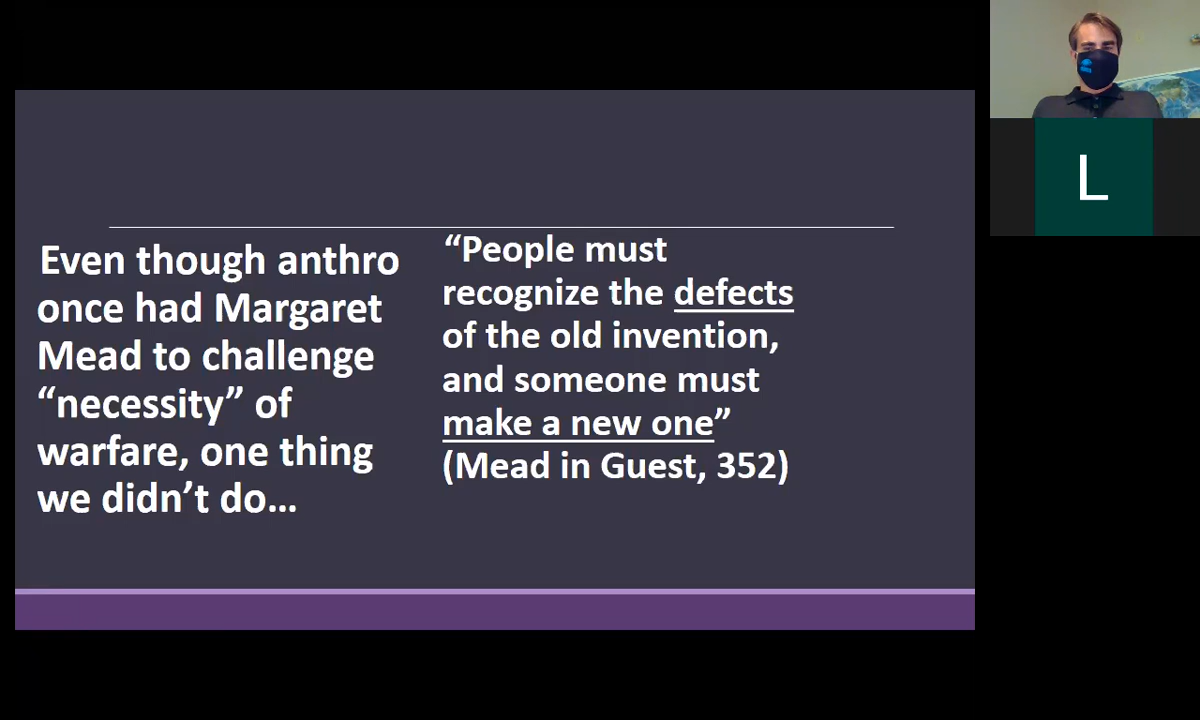 Even though anthro
once had Margaret
Mead to challenge
“necessity” of
warfare, one thing
we didn’t do…
“People must
recognize the defects
of the old invention,
and someone must
make a new one”
(Mead in Guest, 352)
L